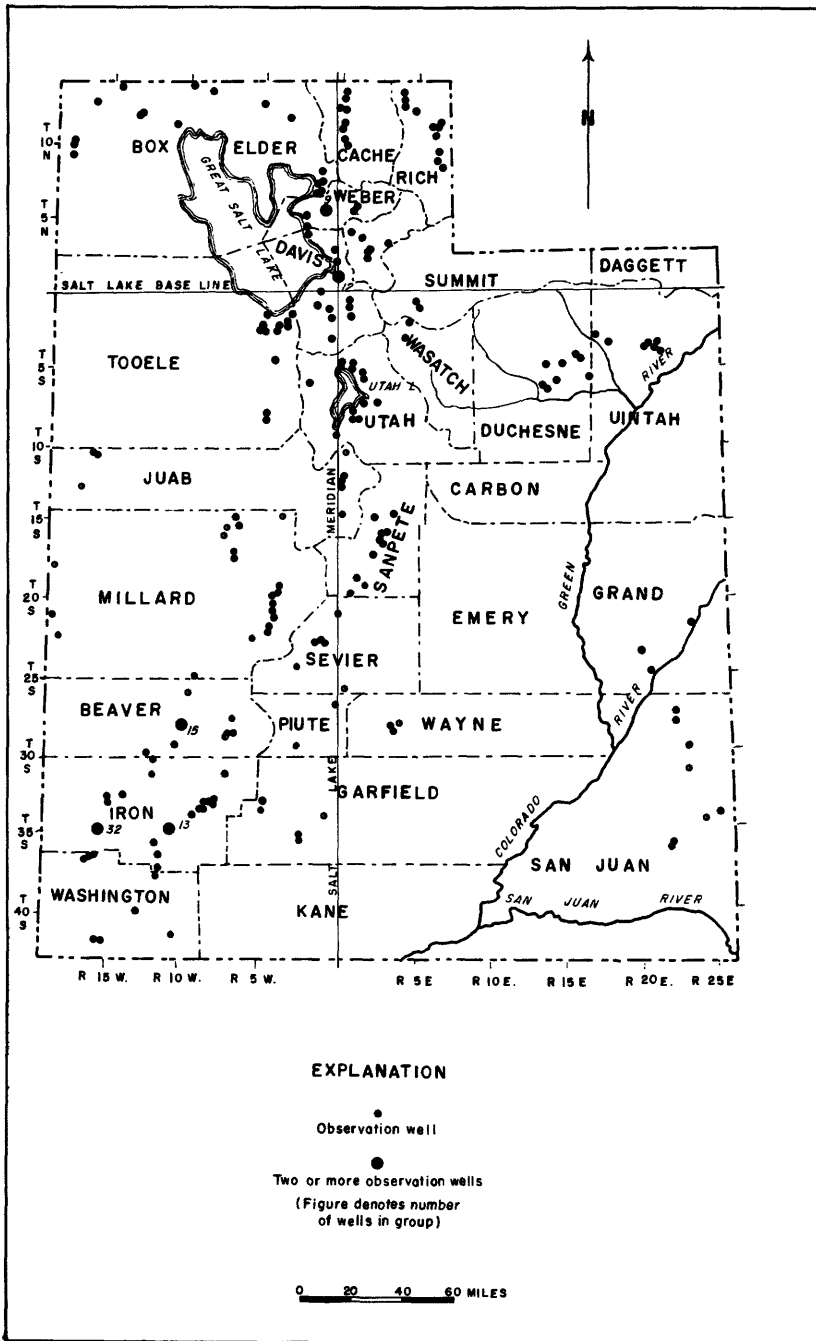 N
T
10
N
BOX ELDER
CACHE
RICH
GREAT SALT LAKE
WEBER
9
T
5
N
DAVIS
SUMMIT
DAGGETT
SALT LAKE BASE LINE
TOOELE
T
5
S
WASATCH
UTAH L
UTAH
RIVER
DUCHESNE
UINTAH
T
10
S
JUAB
CARBON
MERIDIAN
T
15
S
SANPETE
MILLARD
T
20
S
EMERY
GREEN
GRAND
SEVIER
T
25
S
BEAVER
15
PIUTE
WAYNE
RIVER
T
30
S
LAKE
GARFIELD
IRON
32
13
T
35
S
COLORADO
SAN JUAN
WASHINGTON
SALT
KANE
SAN JUAN RIVER
T
40
S
R 15 W. R 10 W. R 5 W. R 5 E R 10 E. R 15 E R 20 E. R 25 E
EXPLANATION
Observation well
Two or more observation wells
(Figure denotes number
of wells in group)
0 20 40 60 MILES